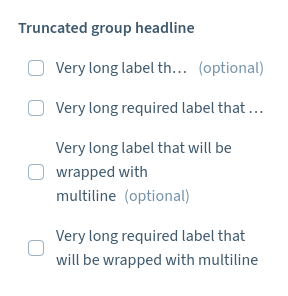 Truncated group headline
Very long label th... (optional)
Very long required label that ...
Very long label that will be
wrapped with
multiline (optional)
Very long required label that
will be wrapped with multiline